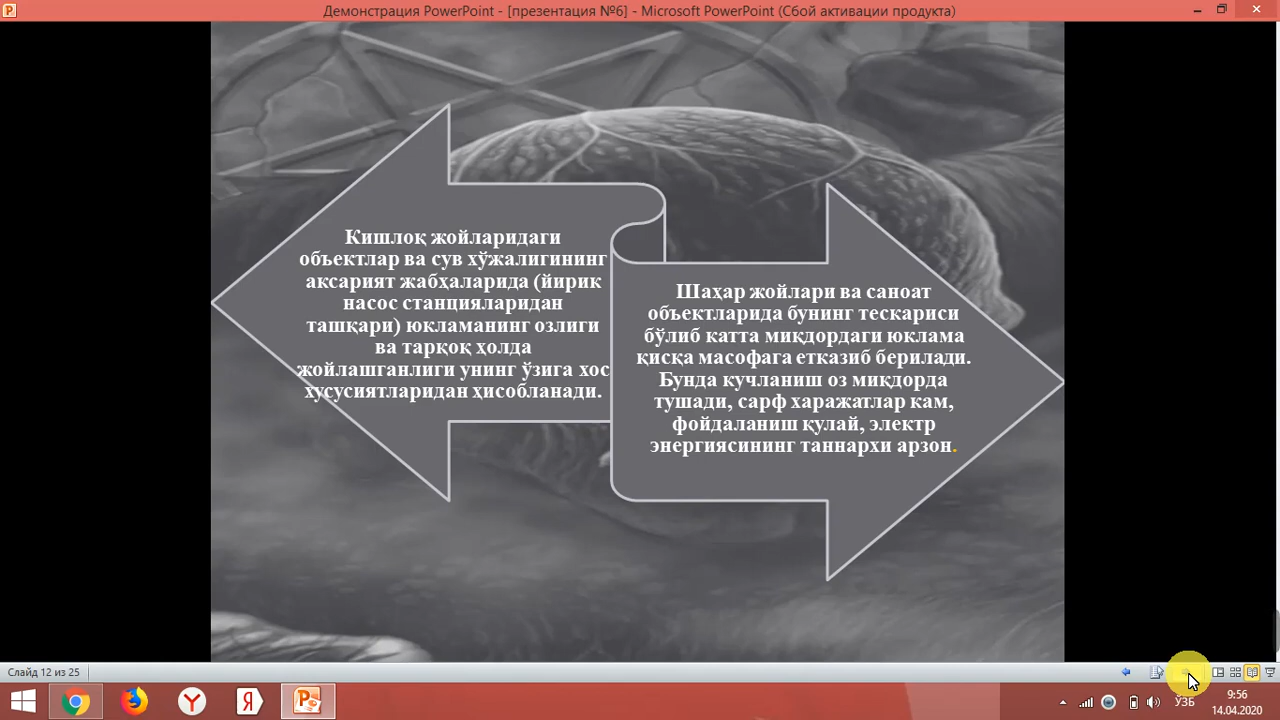 Демонстрация PowerPoint - [презентация №6] - Microsoft PowerPoint (Сбой активации продукта)
Кишлоқ жойларидаги
объектлар ва сув хўжалигининг
аксарият жабҳаларида (йирик
насос станцияларидан
ташқари) юкламанинг озлиги
ва тарқоқ ҳолда
жойлашганлиги унинг ўзига хос
хусусиятларидан ҳисобланади.
Шаҳар жойлари ва саноат
объектларида бунинг тескариси
бўлиб катта миқдордаги юклама
қисқа масофага етказиб берилади.
Бунда кучланиш оз миқдорда
тушади, сарф харажатлар кам,
фойдаланиш қулай, электр
энергиясининг таннархи арзон.
Слайд 12 из 25
ЎЗБ
9:56
14.04.2020